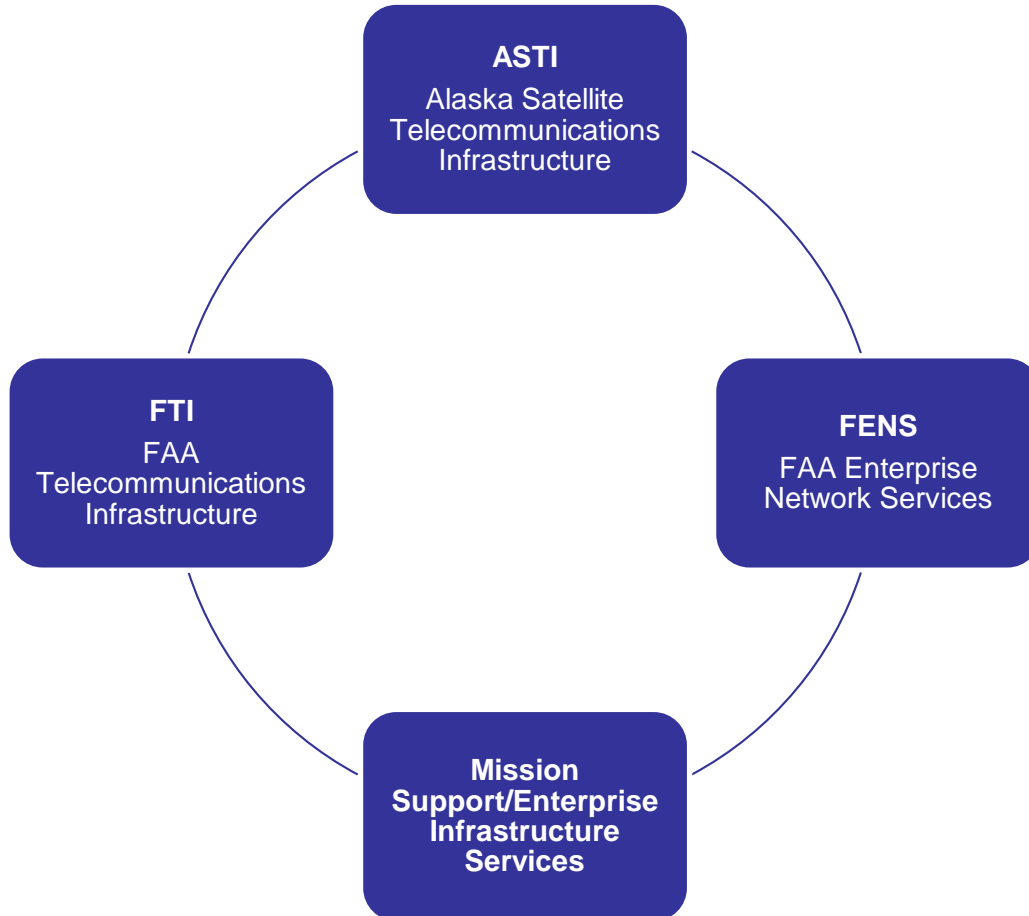 ASTI
Alaska Satellite
Telecommunications
Infrastructure
FTI
FAA
Telecommunications
Infrastructure
FENS
FAA Enterprise
Network Services
Mission
Support/Enterprise
Infrastructure
Services